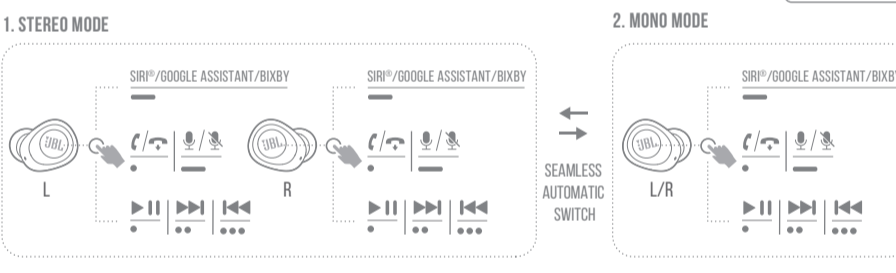 1. STEREO MODE
2. MONO MODE
SIRI®/GOOGLE ASSISTANT/BIXBY
SIRI®/GOOGLE ASSISTANT/BIXBY
SIRI®/GOOGLE ASSISTANT/BIXBY
JBL
JBL
JBL
L
R
SEAMLESS
AUTOMATIC
SWITCH
L/R